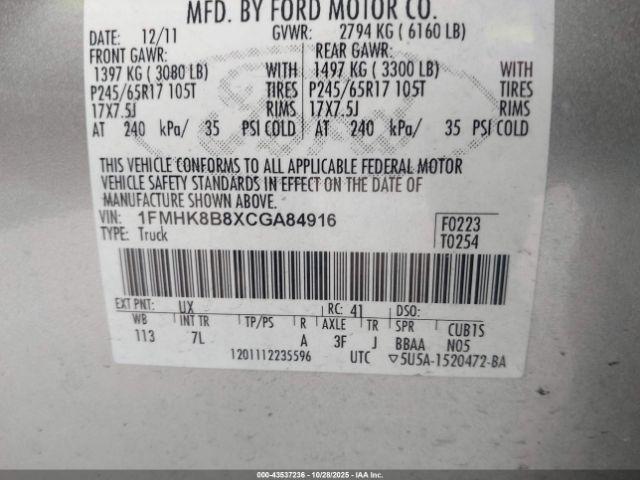 MFD. BY FORD MOTOR CO.
DATE: 12/11 GVWR: 2794 KG ( 6160 LB)
FRONT GAWR: REAR GAWR:
1397 KG ( 3080 LB) WITH 1497 KG ( 3300 LB) WITH
P245/65R17 105T TIRES P245/65R17 105T TIRES
17X7.5J RIMS 17X7.5J RIMS
AT 240 kPa/ 35 PSI COLD AT 240 kPa/ 35 PSI COLD
THIS VEHICLE CONFORMS TO ALL APPLICABLE FEDERAL MOTOR
VEHICLE SAFETY STANDARDS IN EFFECT ON THE DATE OF
MANUFACTURE SHOWN ABOVE.
VIN: 1FMHK8B8XCGA84916 F0223
TYPE: Truck T0254
EXT PNT: UX RC: 41 DSO:
WB INT TR TP/PS R AXLE TR SPR CUB1S
113 7L A 3F J BBAA N05
1201112235596 UTC ▽5U5A-1520472-BA
000-43537236 - 10/28/2025 - IAA, Inc.